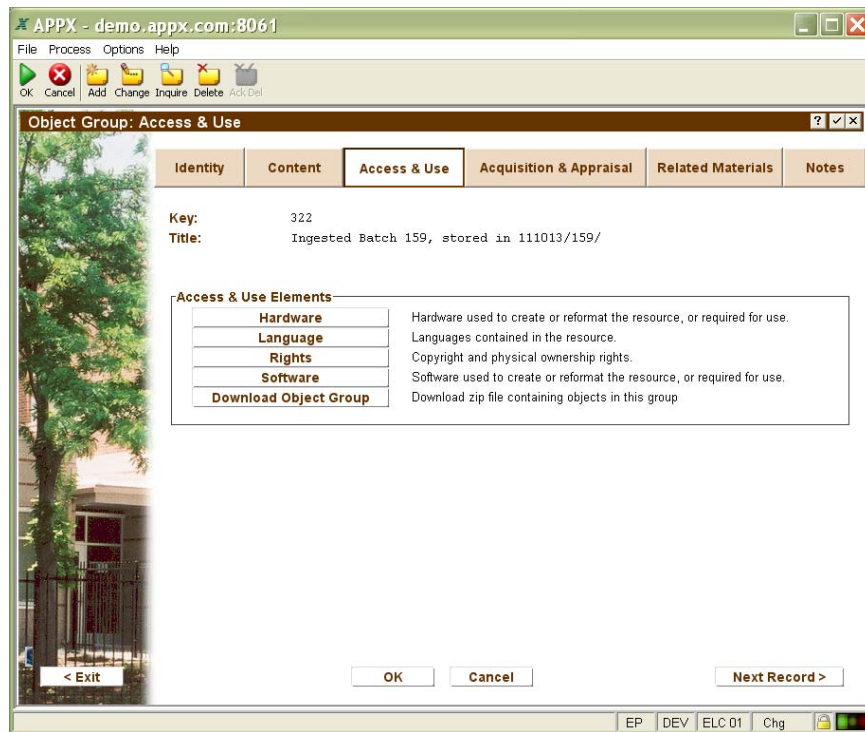 APPX - demo.appx.com:8061
File Process Options Help
OK Cancel Add Change Inquire Delete Ack Del
Object Group: Access & Use
Identity Content Access & Use Acquisition & Appraisal Related Materials Notes
Key: 322
Title: Ingested Batch 159, stored in 111013/159/
Access & Use Elements
Hardware Hardware used to create or reformat the resource, or required for use.
Language Languages contained in the resource.
Rights Copyright and physical ownership rights.
Software Software used to create or reformat the resource, or required for use.
Download Object Group Download zip file containing objects in this group
< Exit OK Cancel Next Record >
EP DEV ELC 01 Chg